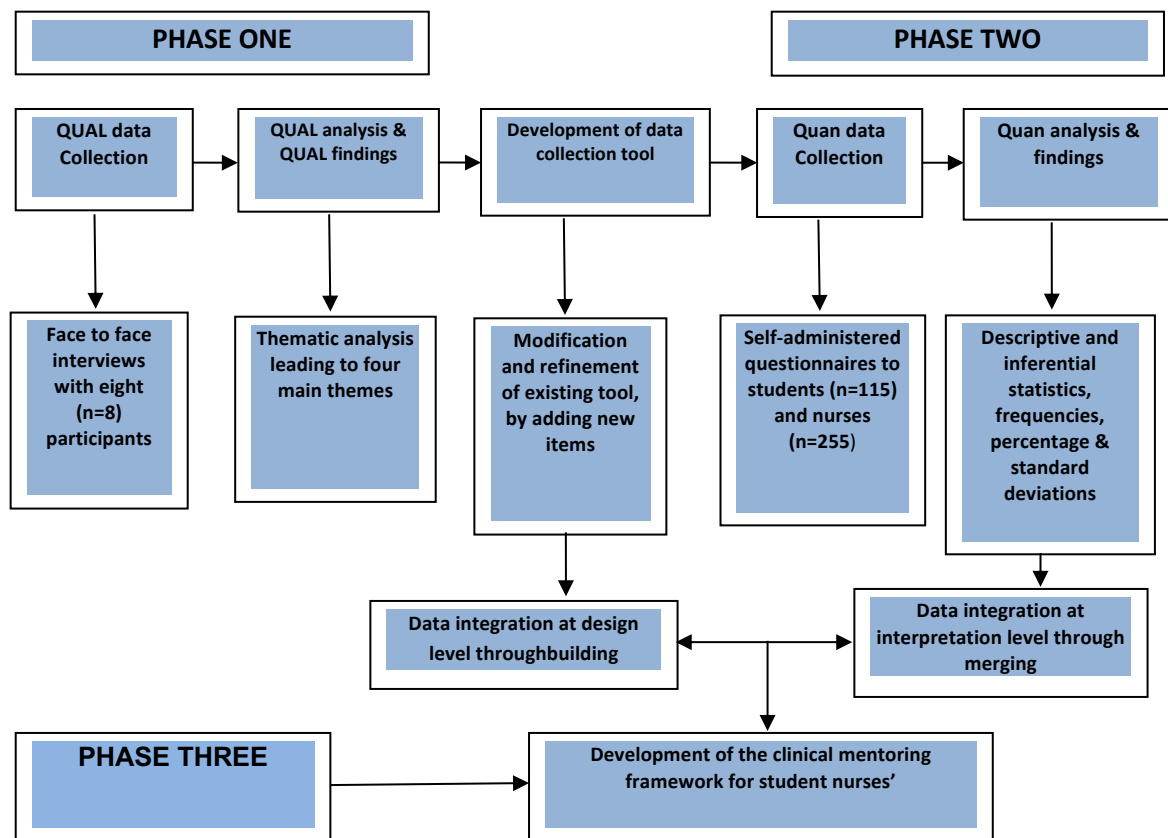 PHASE ONE
PHASE TWO
QUAL data
Collection
QUAL analysis &
QUAL findings
Development of data
collection tool
Quan data
Collection
Quan analysis &
findings
Face to face
interviews
with eight
(n=8)
participants
Thematic analysis
leading to four
main themes
Modification
and refinement
of existing tool,
by adding new
items
Self-administered
questionnaires to
students (n=115)
and nurses
(n=255)
Descriptive and
inferential
statistics,
frequencies,
percentage &
standard
deviations
Data integration at design
level throughbuilding
Data integration at
interpretation level through
merging
PHASE THREE
Development of the clinical mentoring
framework for student nurses’